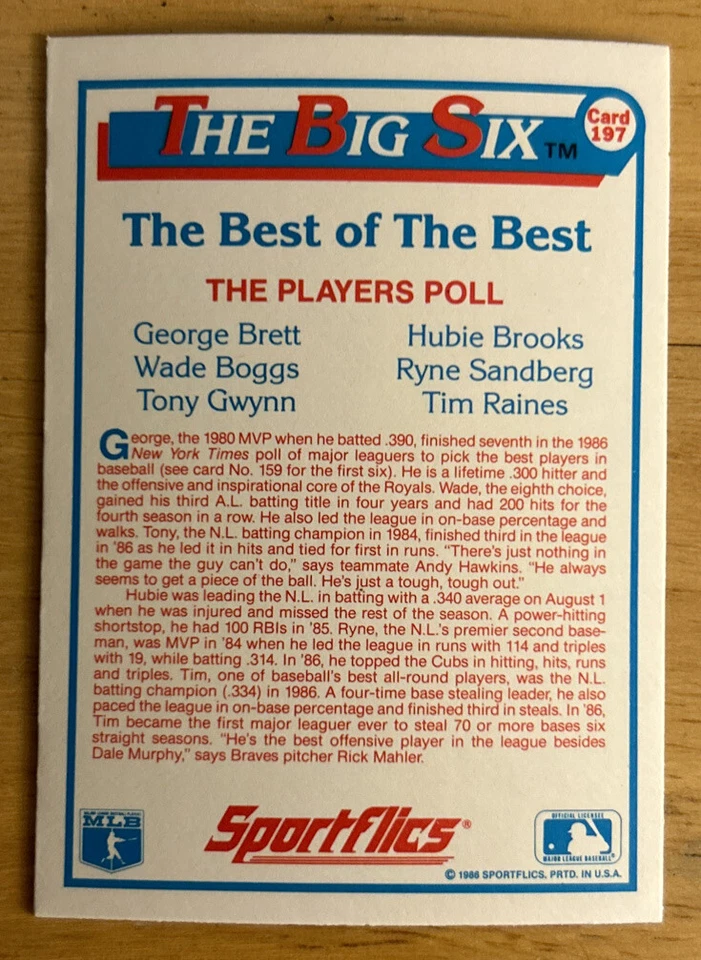 THE BIG SIX™
Card
197
The Best of The Best
THE PLAYERS POLL
George Brett
Wade Boggs
Tony Gwynn
Hubie Brooks
Ryne Sandberg
Tim Raines
George, the 1980 MVP when he batted .390, finished seventh in the 1986
New York Times poll of major leaguers to pick the best players in
baseball (see card No. 159 for the first six). He is a lifetime .300 hitter and
the offensive and inspirational core of the Royals. Wade, the eighth choice,
gained his third A.L. batting title in four years and had 200 hits for the
fourth season in a row. He also led the league in on-base percentage and
walks. Tony, the N.L. batting champion in 1984, finished third in the league
in '86 as he led it in hits and tied for first in runs. "There's just nothing in
the game the guy can't do," says teammate Andy Hawkins. "He always
seems to get a piece of the ball. He's just a tough, tough out."
Hubie was leading the N.L. in batting with a .340 average on August 1
when he was injured and missed the rest of the season. A power-hitting
shortstop, he had 100 RBIs in '85. Ryne, the N.L.'s premier second base-
man, was MVP in '84 when he led the league in runs with 114 and triples
with 19, while batting .314. In '86, he topped the Cubs in hitting, hits, runs
and triples. Tim, one of baseball's best all-round players, was the N.L.
batting champion (.334) in 1986. A four-time base stealing leader, he also
paced the league in on-base percentage and finished third in steals. In '86,
Tim became the first major leaguer ever to steal 70 or more bases six
straight seasons. "He's the best offensive player in the league besides
Dale Murphy," says Braves pitcher Rick Mahler.
MLB
Sportflics®
OFFICIAL LICENSEE
MAJOR LEAGUE BASEBALL
© 1986 SPORTFLICS, PRTD. IN U.S.A.